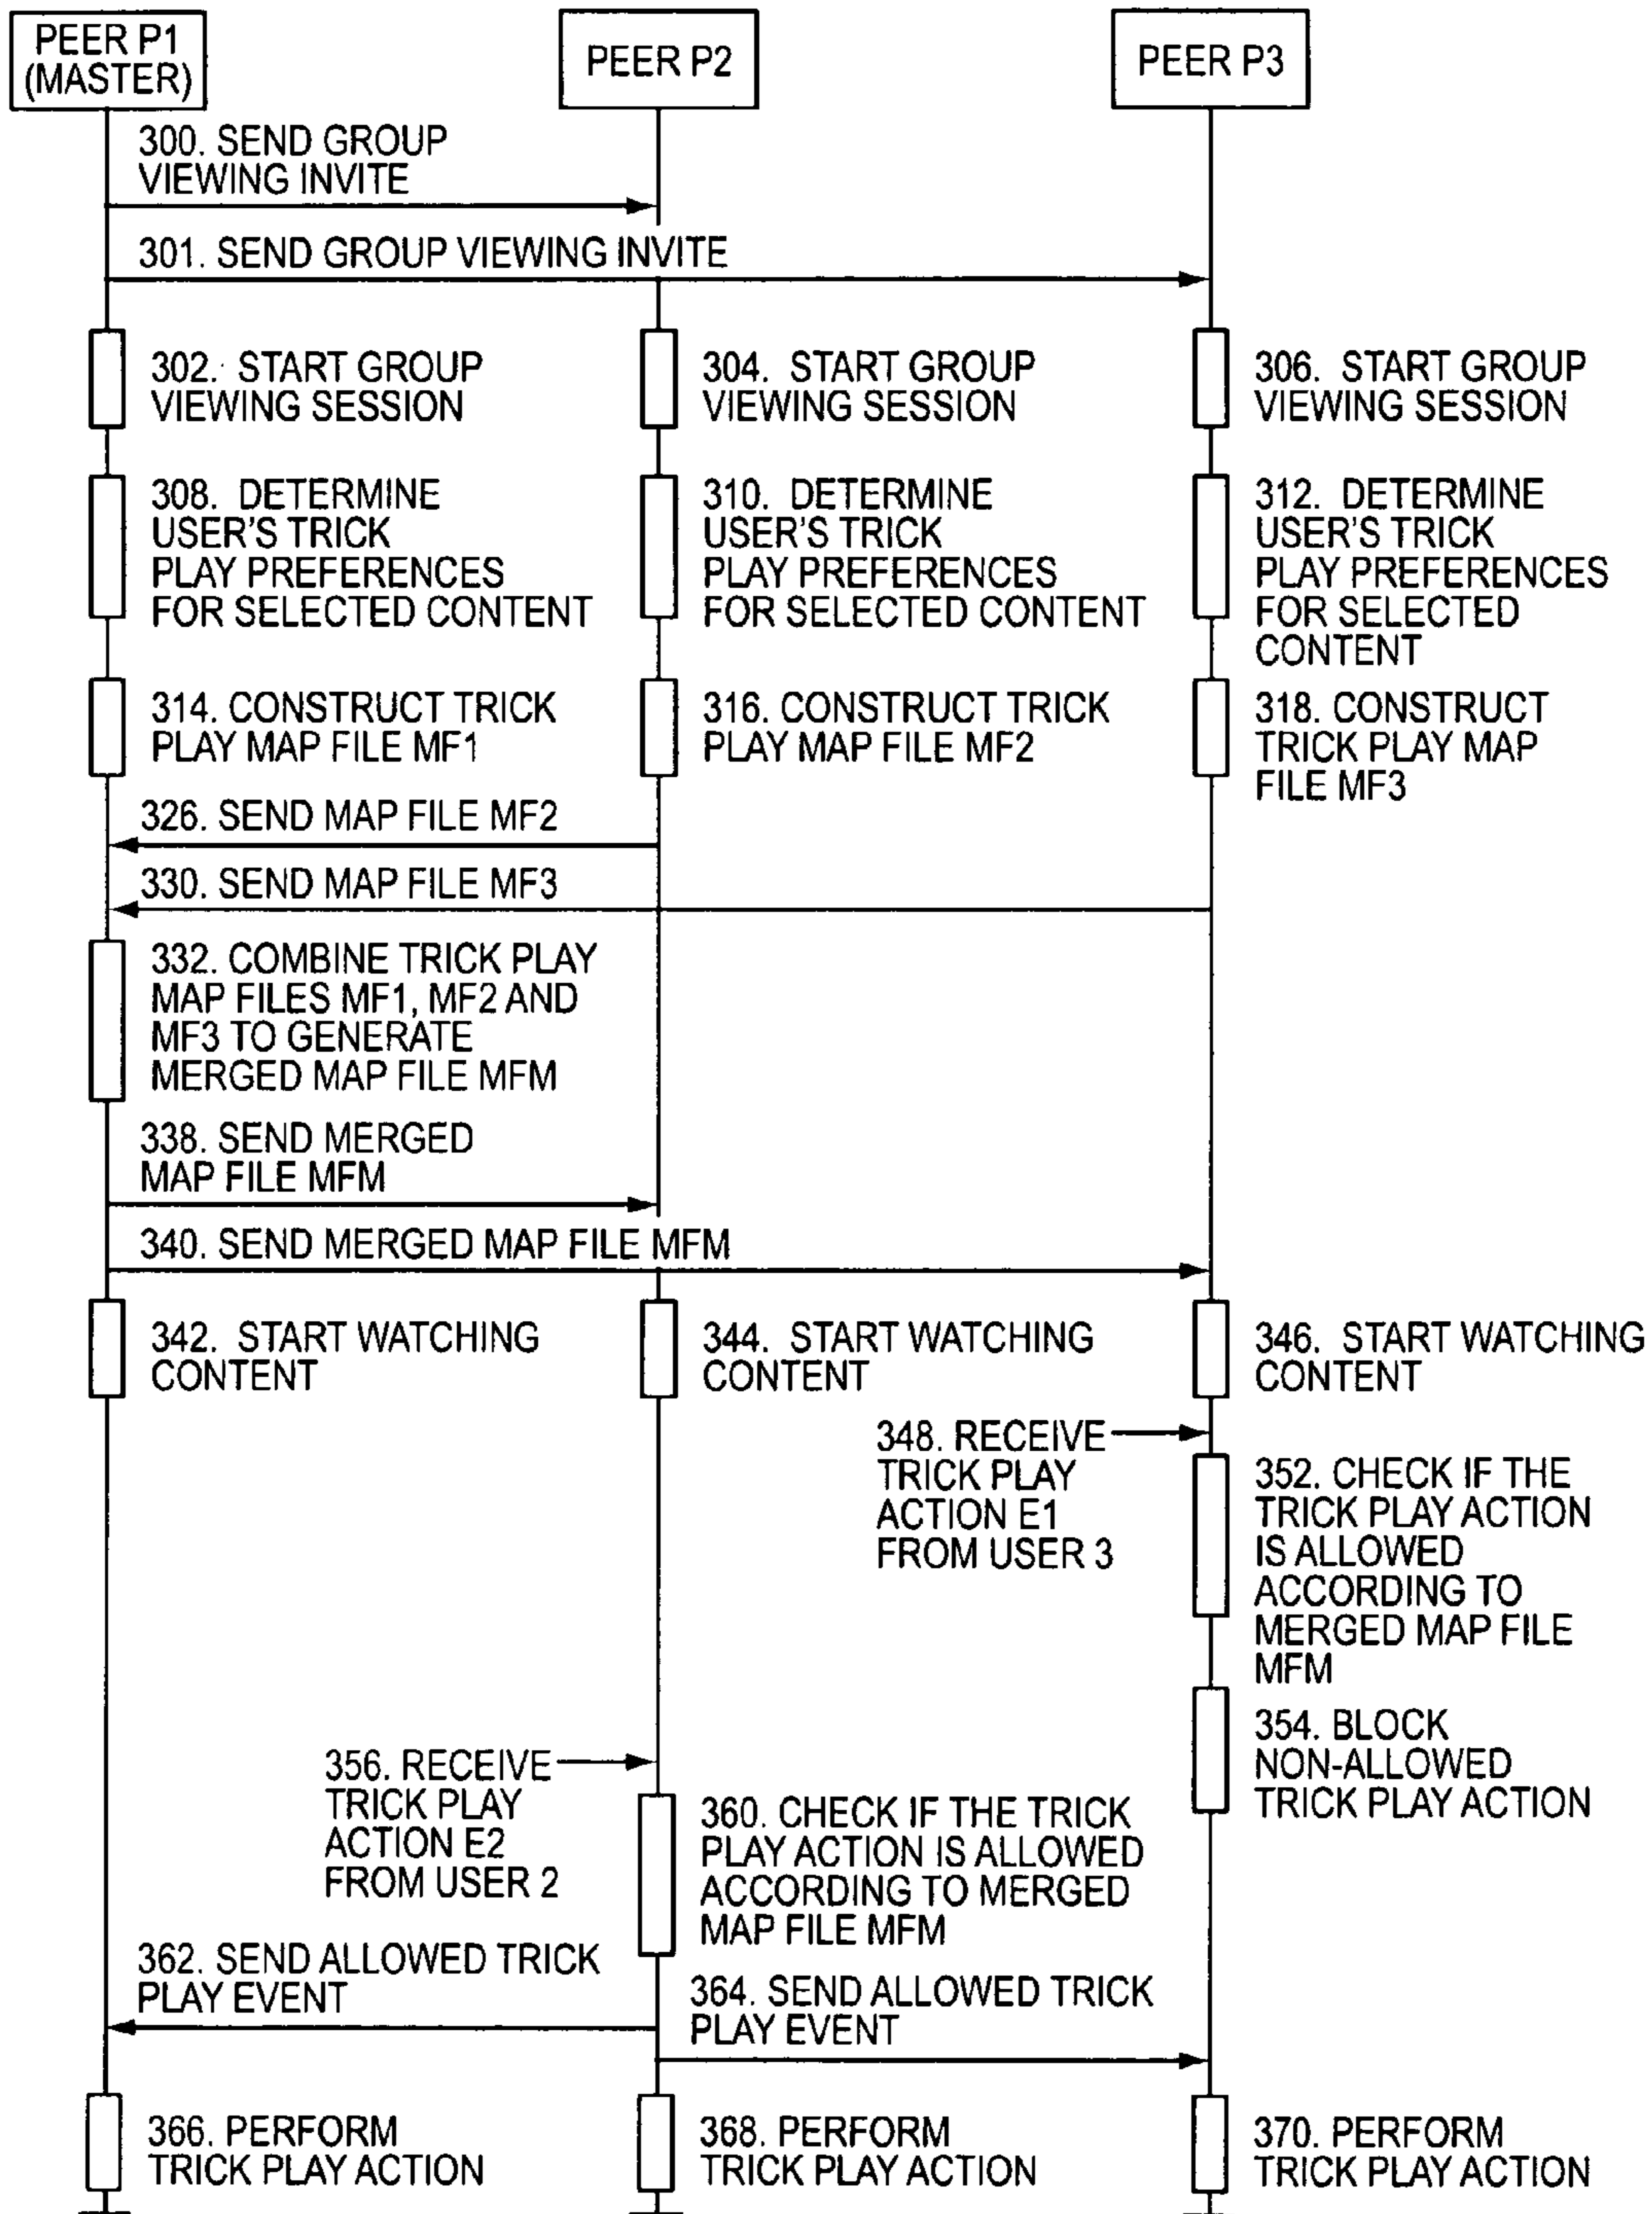 PEER P1
(MASTER)
PEER P2
PEER P3
300. SEND GROUP
VIEWING INVITE
301. SEND GROUP VIEWING INVITE
302. START GROUP
VIEWING SESSION
304. START GROUP
VIEWING SESSION
306. START GROUP
VIEWING SESSION
308. DETERMINE
USER'S TRICK
PLAY PREFERENCES
FOR SELECTED CONTENT
310. DETERMINE
USER'S TRICK
PLAY PREFERENCES
FOR SELECTED CONTENT
312. DETERMINE
USER'S TRICK
PLAY PREFERENCES
FOR SELECTED
CONTENT
314. CONSTRUCT TRICK
PLAY MAP FILE MF1
316. CONSTRUCT TRICK
PLAY MAP FILE MF2
318. CONSTRUCT
TRICK PLAY MAP
FILE MF3
326. SEND MAP FILE MF2
330. SEND MAP FILE MF3
332. COMBINE TRICK PLAY
MAP FILES MF1, MF2 AND
MF3 TO GENERATE
MERGED MAP FILE MFM
338. SEND MERGED
MAP FILE MFM
340. SEND MERGED MAP FILE MFM
342. START WATCHING
CONTENT
344. START WATCHING
CONTENT
346. START WATCHING
CONTENT
348. RECEIVE
TRICK PLAY
ACTION E1
FROM USER 3
352. CHECK IF THE
TRICK PLAY ACTION
IS ALLOWED
ACCORDING TO
MERGED MAP FILE
MFM
354. BLOCK
NON-ALLOWED
TRICK PLAY ACTION
356. RECEIVE
TRICK PLAY
ACTION E2
FROM USER 2
360. CHECK IF THE TRICK
PLAY ACTION IS ALLOWED
ACCORDING TO MERGED
MAP FILE MFM
362. SEND ALLOWED TRICK
PLAY EVENT
364. SEND ALLOWED TRICK
PLAY EVENT
366. PERFORM
TRICK PLAY ACTION
368. PERFORM
TRICK PLAY ACTION
370. PERFORM
TRICK PLAY ACTION